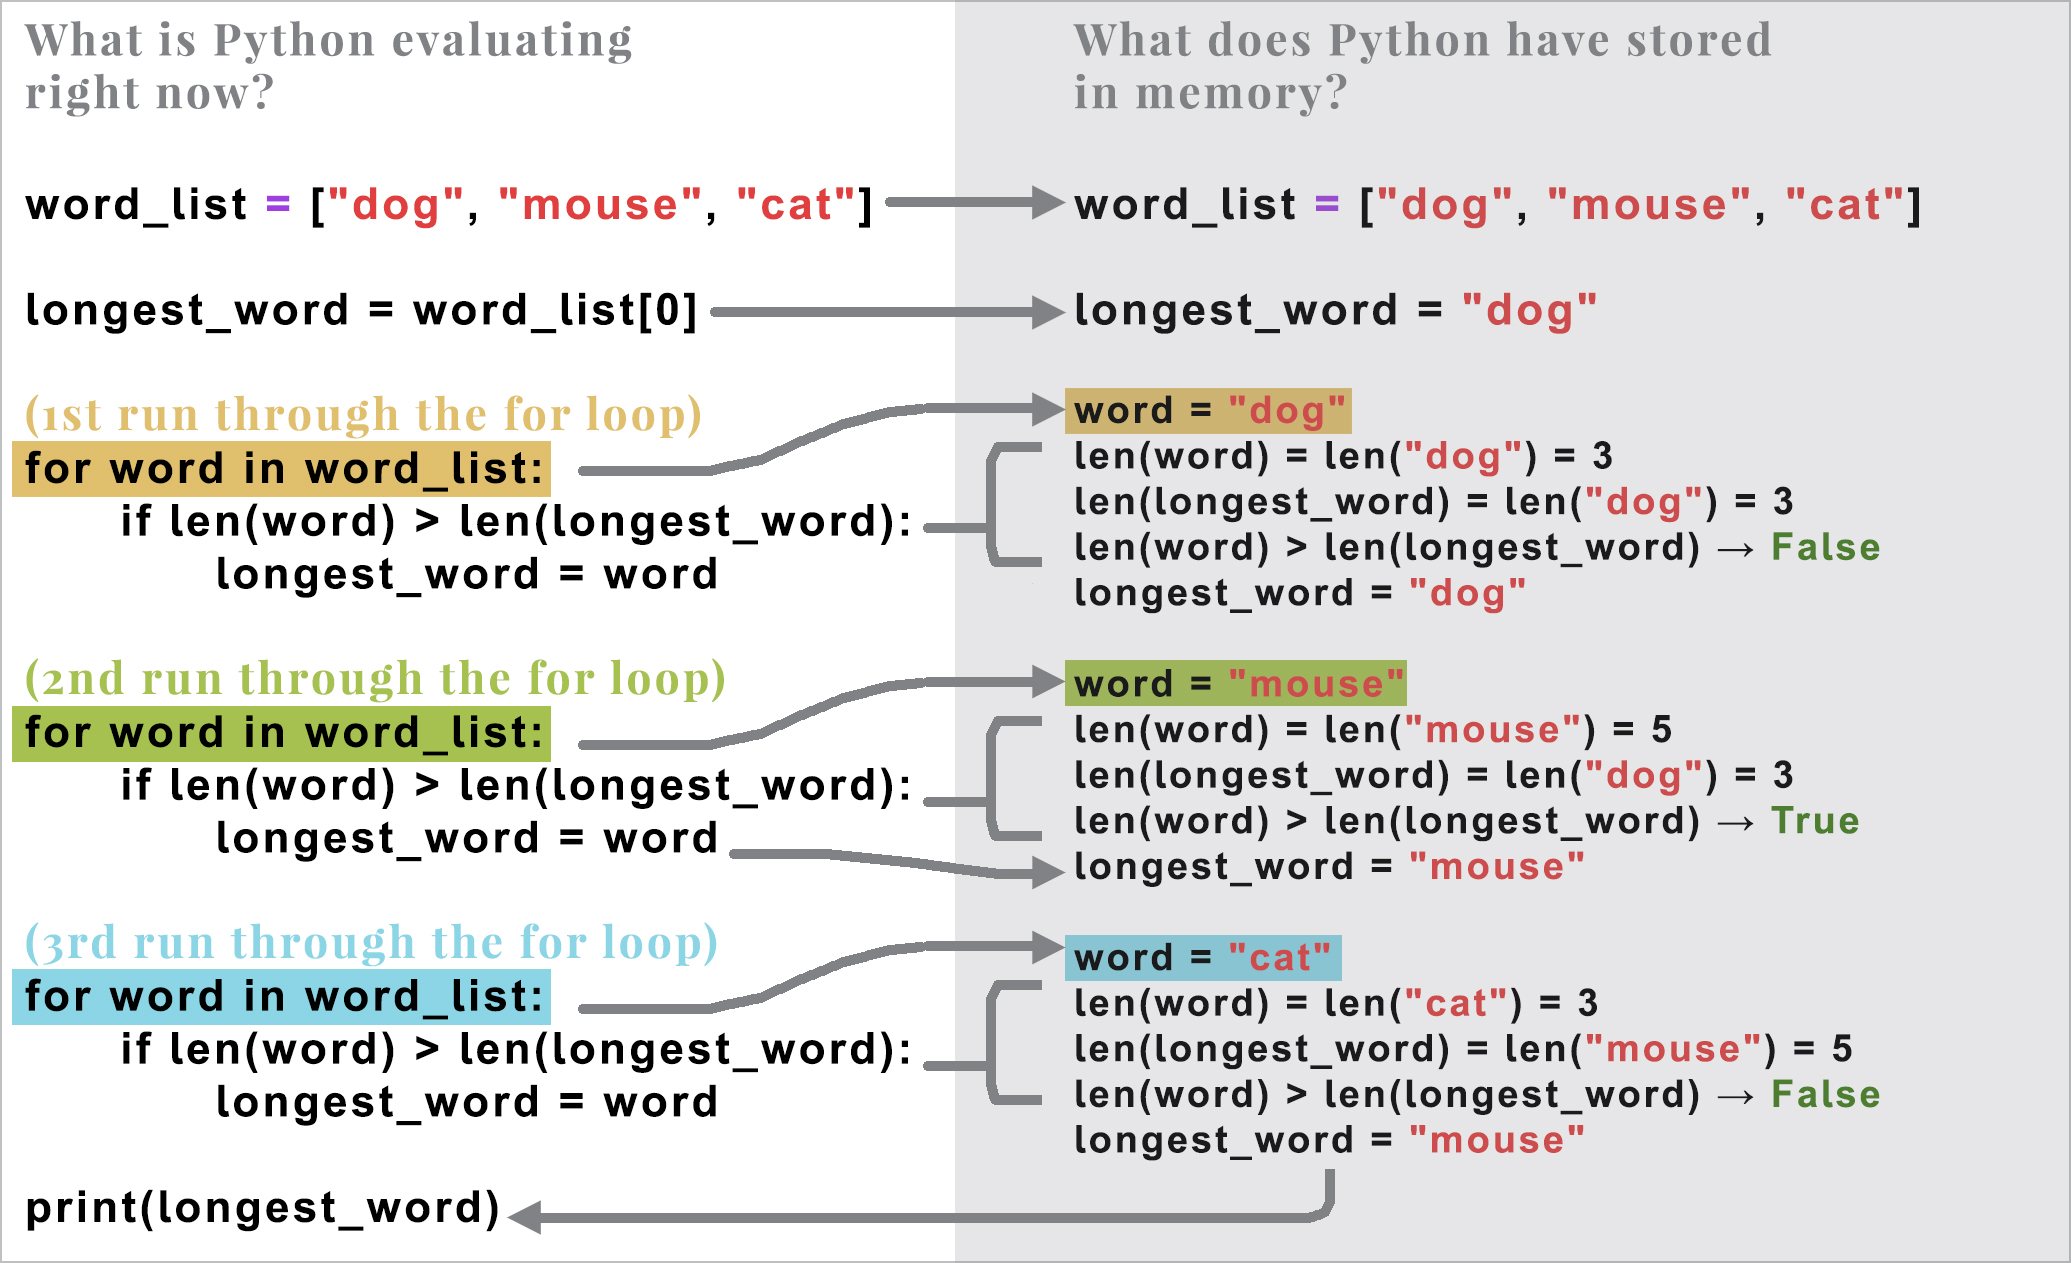 What is Python evaluating
right now?
word_list = ["dog", "mouse", "cat"]
longest_word = word_list[0]
(1st run through the for loop)
for word in word_list:
if len(word) > len(longest_word):
longest_word = word
(2nd run through the for loop)
for word in word_list:
if len(word) > len(longest_word):
longest_word = word
(3rd run through the for loop)
for word in word_list:
if len(word) > len(longest_word):
longest_word = word
print(longest_word)
What does Python have stored
in memory?
word_list = ["dog", "mouse", "cat"]
longest_word = "dog"
word = "dog"
len(word) = len("dog") = 3
len(longest_word) = len("dog") = 3
len(word) > len(longest_word) → False
longest_word = "dog"
word = "mouse"
len(word) = len("mouse") = 5
len(longest_word) = len("dog") = 3
len(word) > len(longest_word) → True
longest_word = "mouse"
word = "cat"
len(word) = len("cat") = 3
len(longest_word) = len("mouse") = 5
len(word) > len(longest_word) → False
longest_word = "mouse"